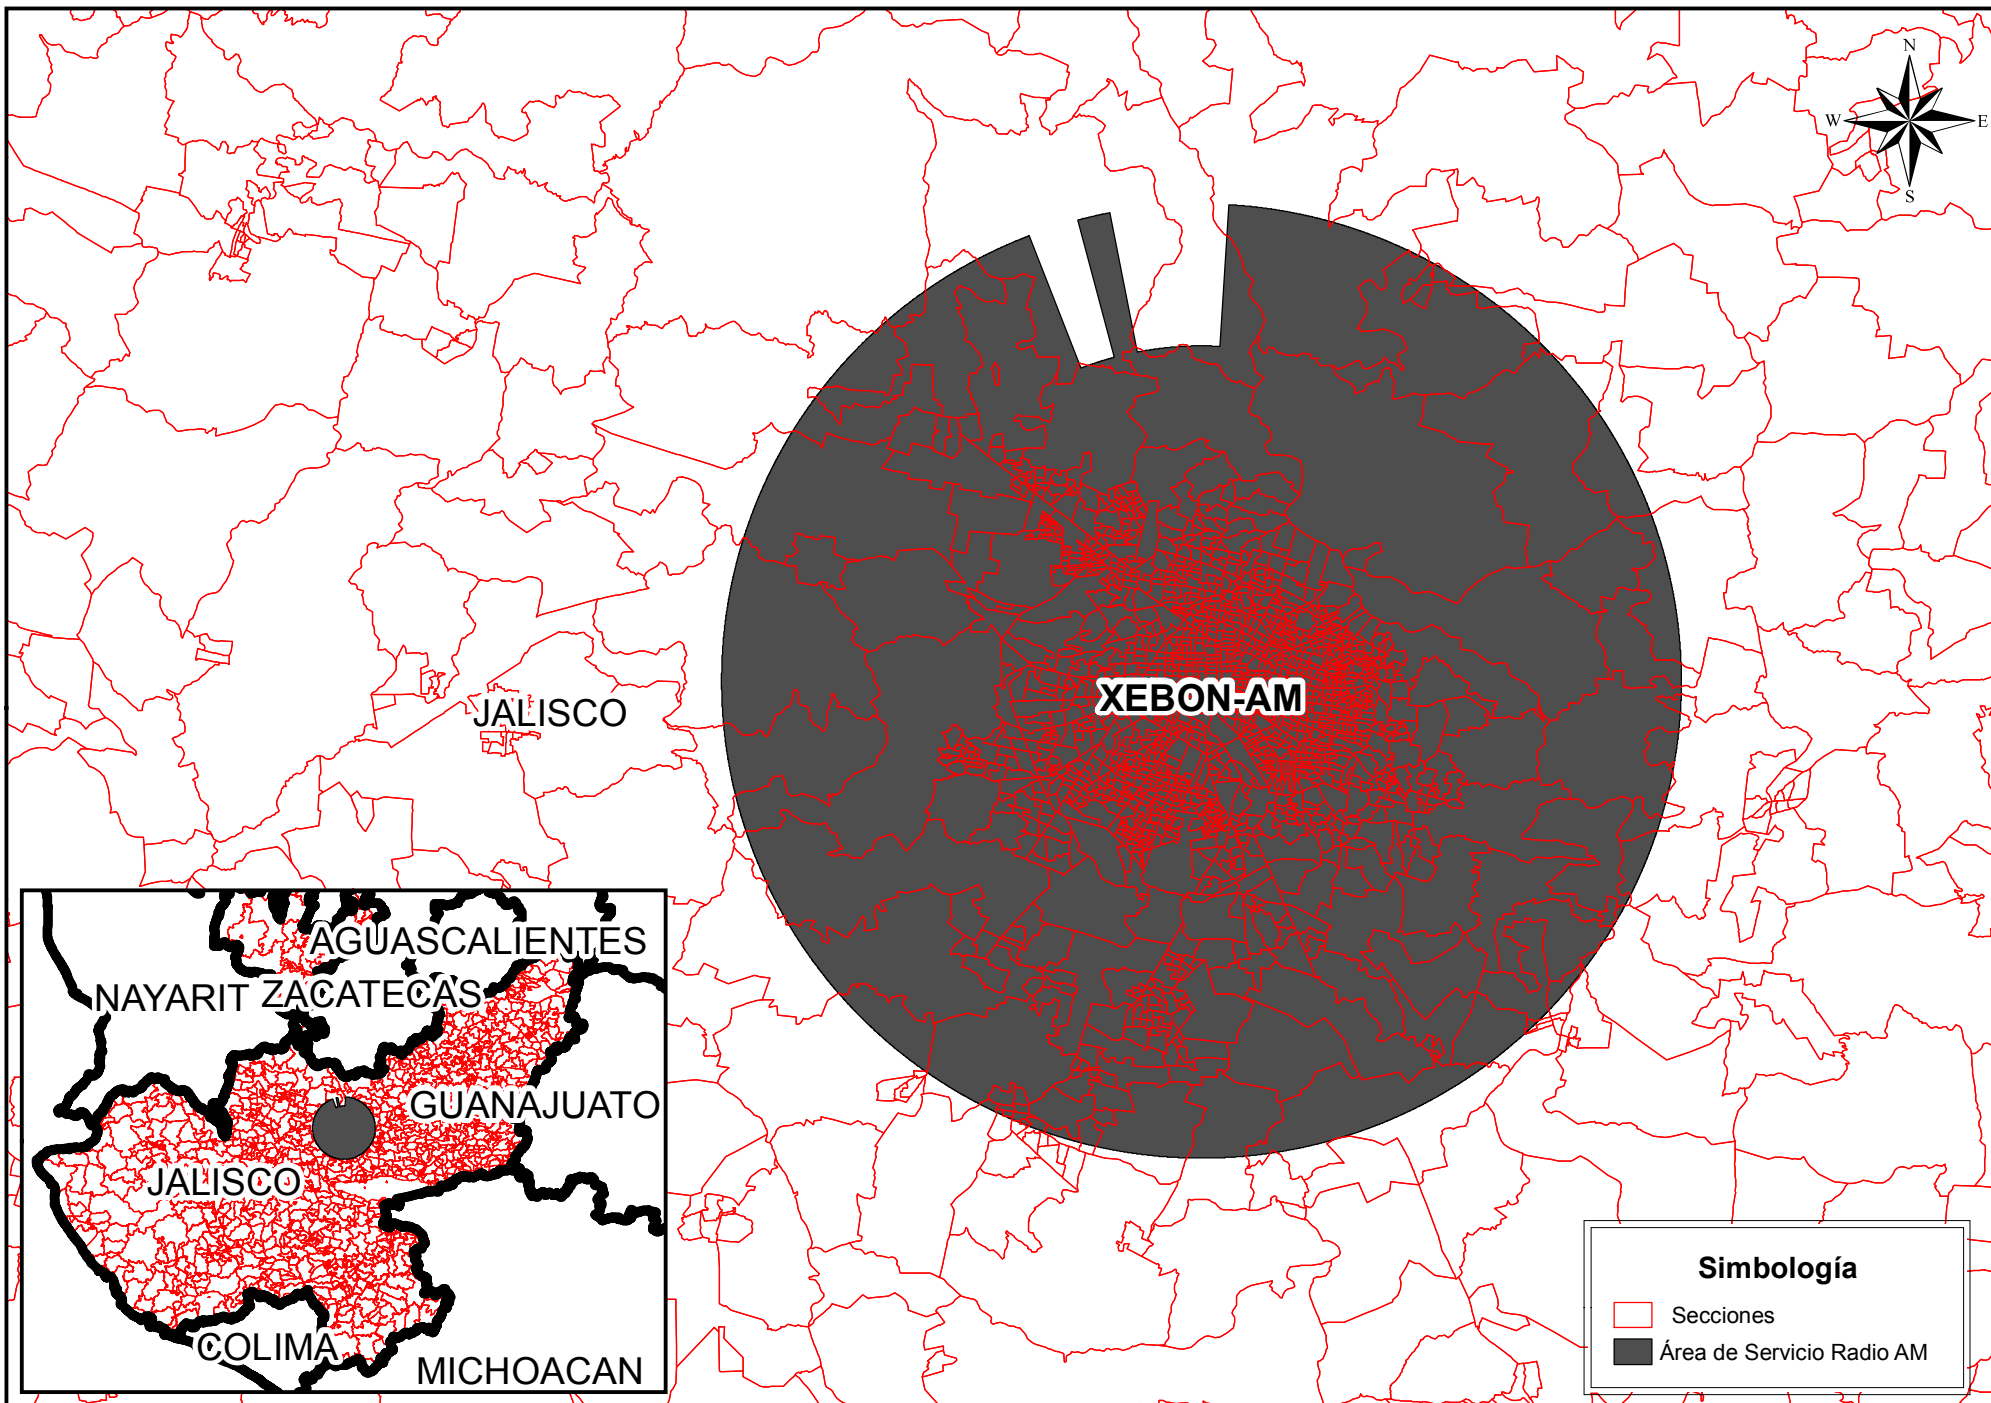 N
W E
S
XEBON-AM
JALISCO
AGUASCALIENTES
NAYARIT ZACATECAS
GUANAJUATO
JALISCO
COLIMA
MICHOACAN
Simbología
Secciones
Área de Servicio Radio AM